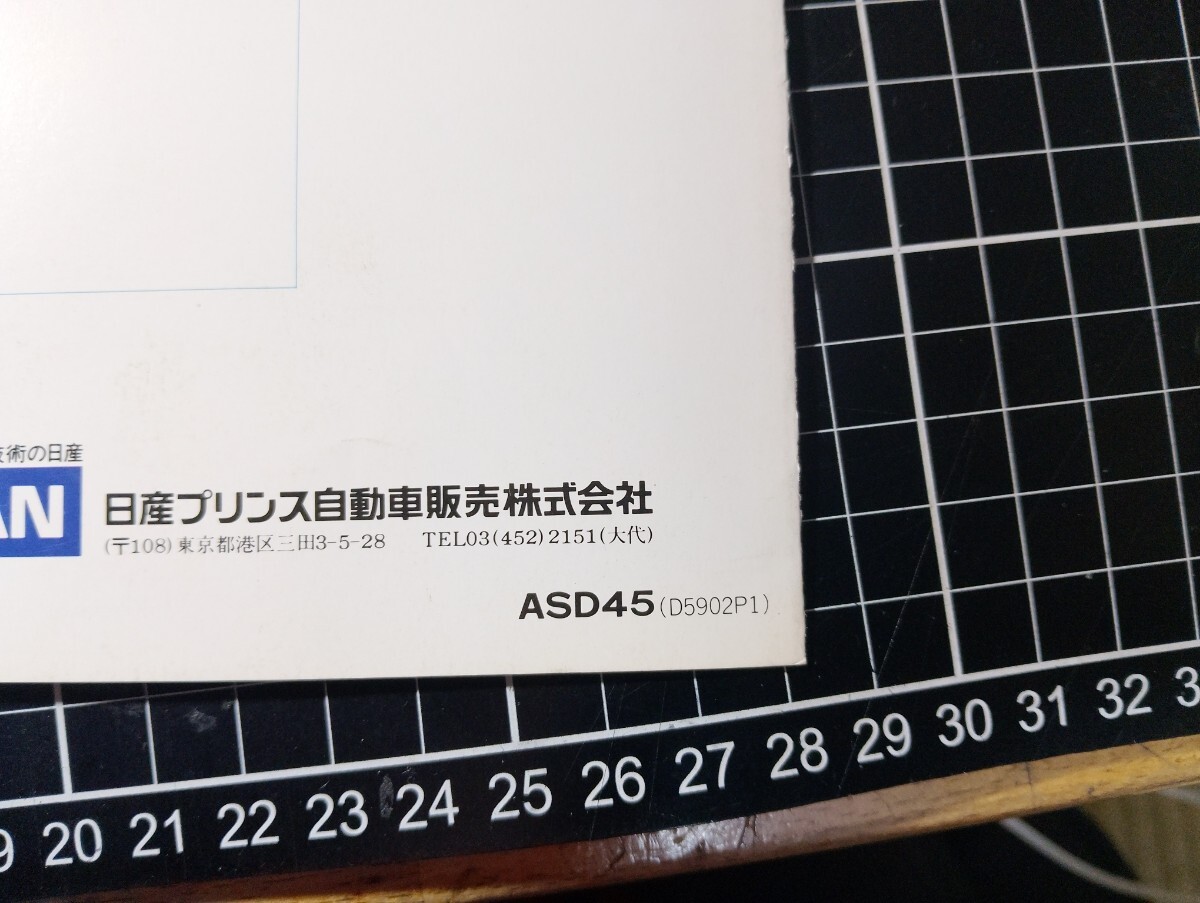 技術の日産
AN
日産プリンス自動車販売株式会社
(〒108)東京都港区三田3-5-28 TEL03(452)2151(大代)
ASD45(D5902P1)
9 20 21 22 23 24 25 26 27 28 29 30 31 32 3